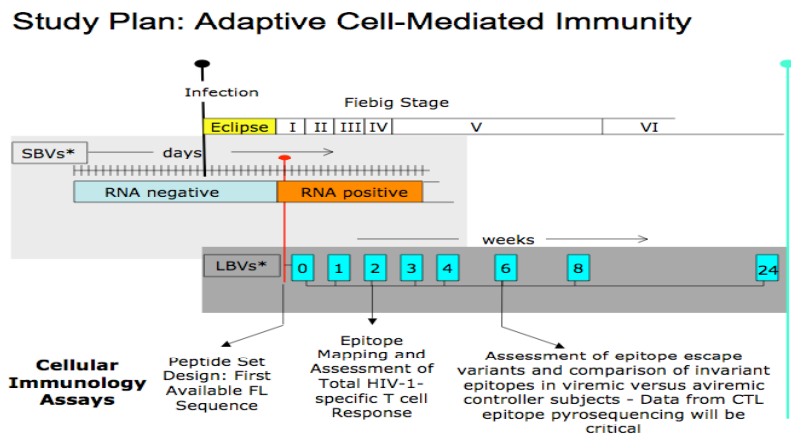 Study Plan: Adaptive Cell-Mediated Immunity
Infection
Fiebig Stage
Eclipse I II III IV V VI
SBVs* days
RNA negative RNA positive
weeks
LBVs* 0 1 2 3 4 6 8 24
Cellular
Immunology
Assays
Peptide Set
Design: First
Available FL
Sequence
Epitope
Mapping and
Assessment of
Total HIV-1-
specific T cell
Response
Assessment of epitope escape
variants and comparison of invariant
epitopes in viremic versus aviremic
controller subjects - Data from CTL
epitope pyrosequencing will be
critical